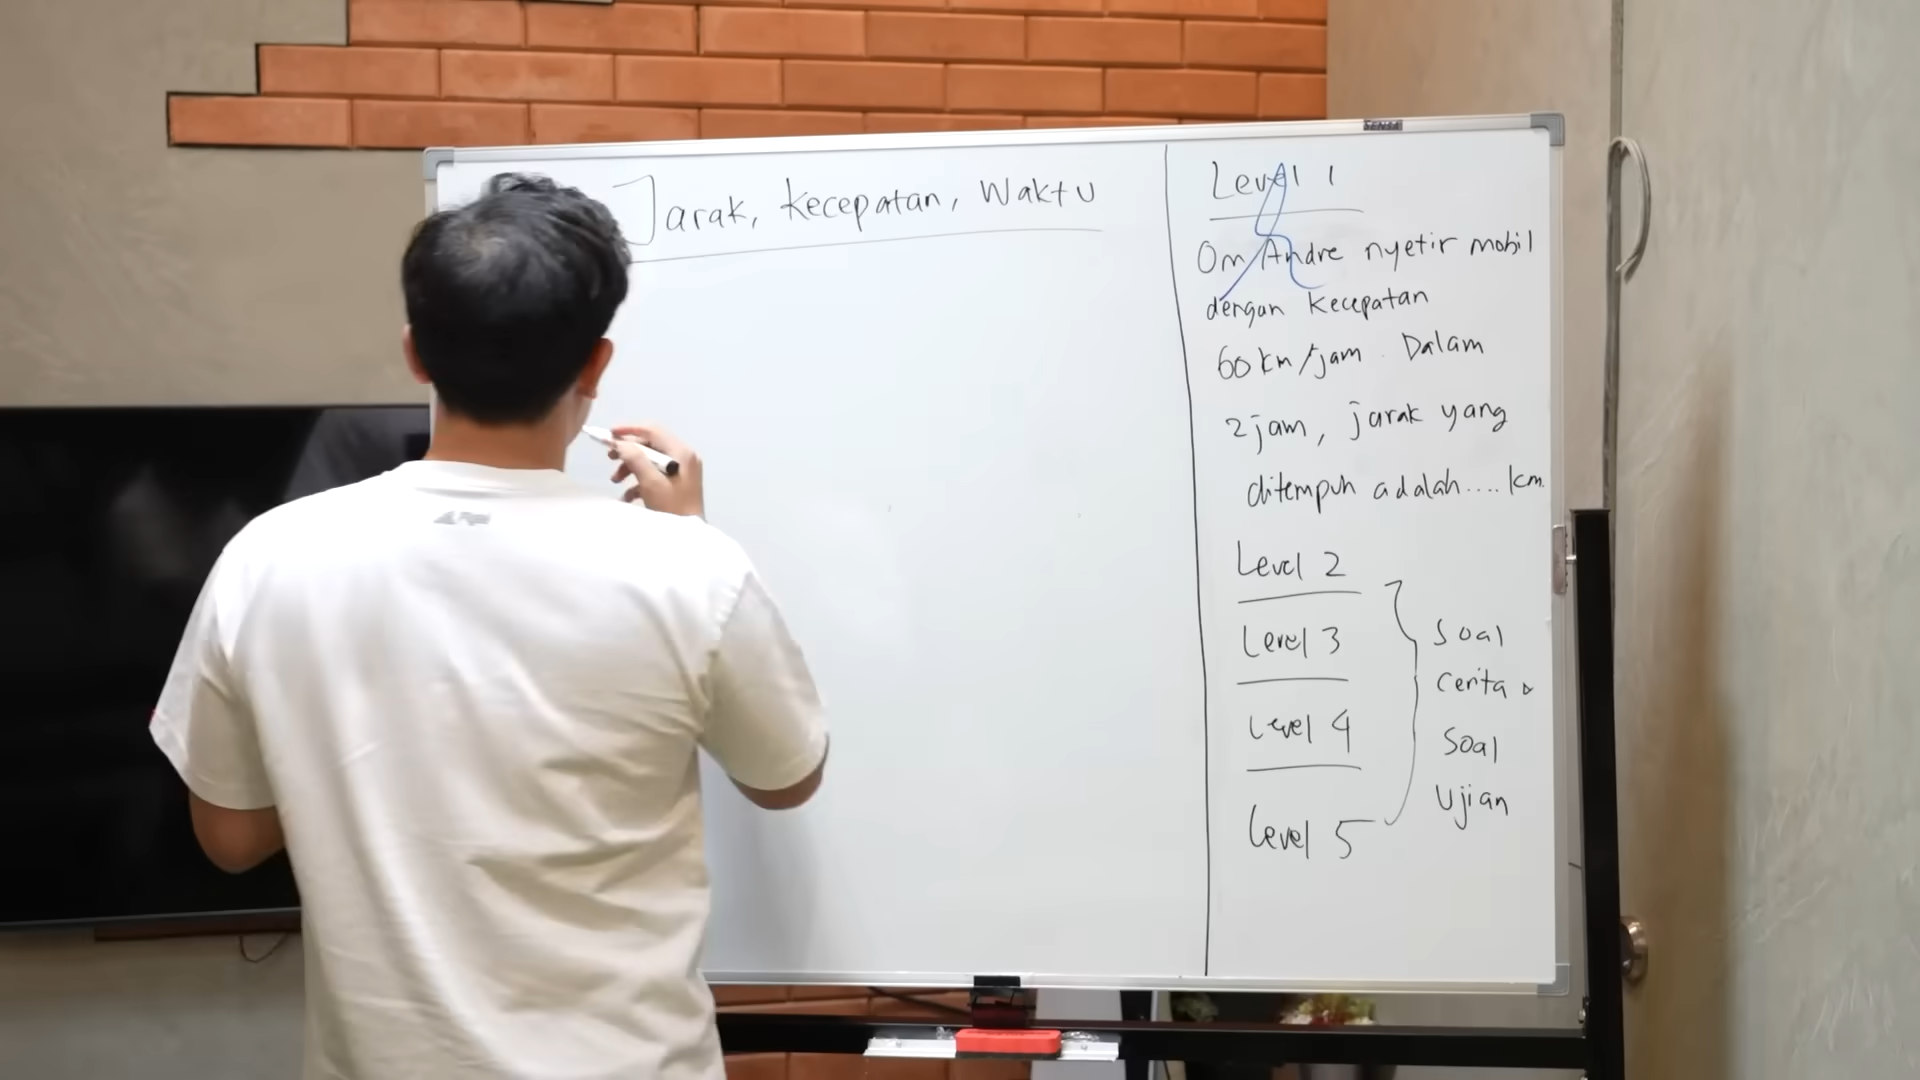 Jarak, Kecepatan, Waktu
Level 1
Om Andre nyetir mobil
dengan kecepatan
60 km/jam. Dalam
2 jam, jarak yang
ditempuh adalah.... km.
Level 2
Level 3
Level 4
Level 5
Soal
Cerita
Soal
Ujian